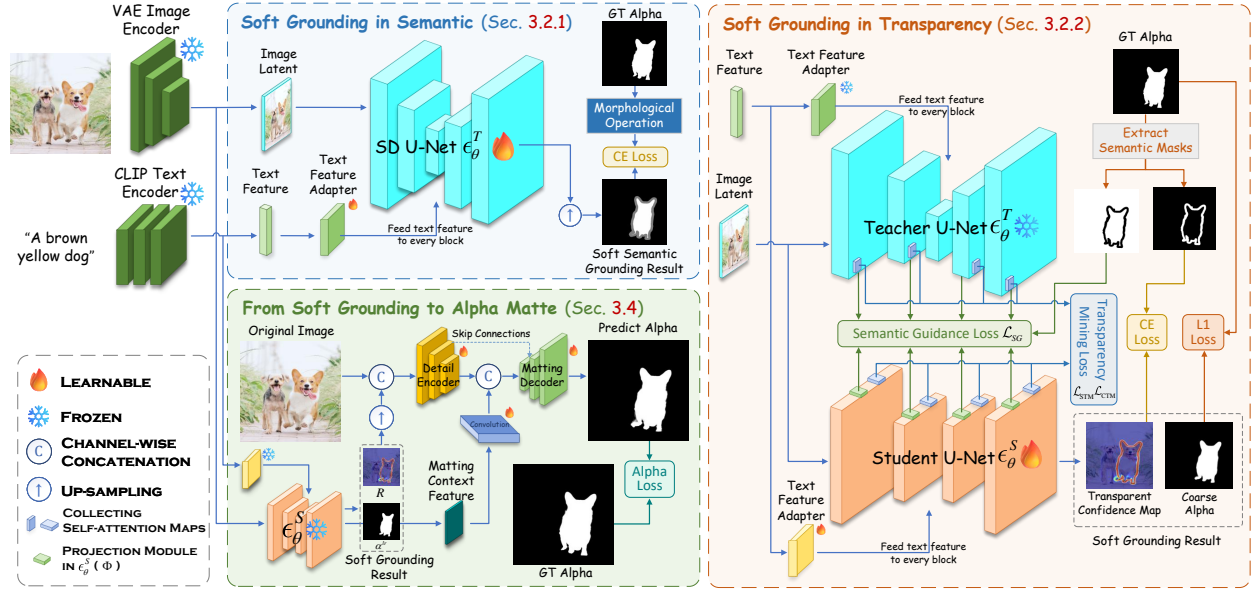 VAE Image
Encoder
CLIP Text
Encoder
"A brown
yellow dog"
LEARNABLE
FROZEN
C
CHANNEL-WISE
CONCATENATION
↑
UP-SAMPLING
COLLECTING
SELF-ATTENTION MAPS
PROJECTION MODULE
IN ϵ_θ^S (Φ)
Soft Grounding in Semantic (Sec. 3.2.1)
Image
Latent
Text
Feature
Text
Feature
Adapter
SD U-Net ϵ_θ^T
Feed text feature
to every block
↑
GT Alpha
Morphological
Operation
CE Loss
Soft Semantic
Grounding Result
From Soft Grounding to Alpha Matte (Sec. 3.4)
Original Image
Skip Connections
Predict Alpha
C
Detail
Encoder
C
Matting
Decoder
↑
Convolution
R
α^lr
ϵ_θ^S
Soft Grounding
Result
Matting
Context
Feature
GT Alpha
Alpha
Loss
Soft Grounding in Transparency (Sec. 3.2.2)
Text
Feature
Text Feature
Adapter
Feed text feature
to every block
GT Alpha
Extract
Semantic Masks
Image
Latent
Teacher U-Net ϵ_θ^T
Semantic Guidance Loss ℒ_SG
Transparency
Mining Loss
ℒ_STM ℒ_CTM
CE
Loss
L1
Loss
Student U-Net ϵ_θ^S
Text
Feature
Adapter
Feed text feature
to every block
Transparent
Confidence Map
Coarse
Alpha
Soft Grounding Result